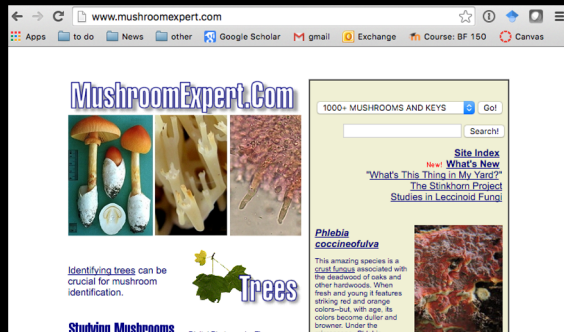 www.mushroomexpert.com
Apps to do News other Google Scholar gmail Exchange Course: BF 150 Canvas
MushroomExpert.Com
1000+ MUSHROOMS AND KEYS Go!
Search!
Site Index
New! What's New
"What's This Thing in My Yard?"
The Stinkhorn Project
Studies in Leccinoid Fungi
Phlebia
coccineofulva
This amazing species is a
crust fungus associated with
the deadwood of oaks and
other hardwoods. When
fresh and young it features
striking red and orange
colors--but, with age, its
colors become duller and
browner. Under the
Identifying trees can be
crucial for mushroom
identification.
Trees
Studying Mushrooms